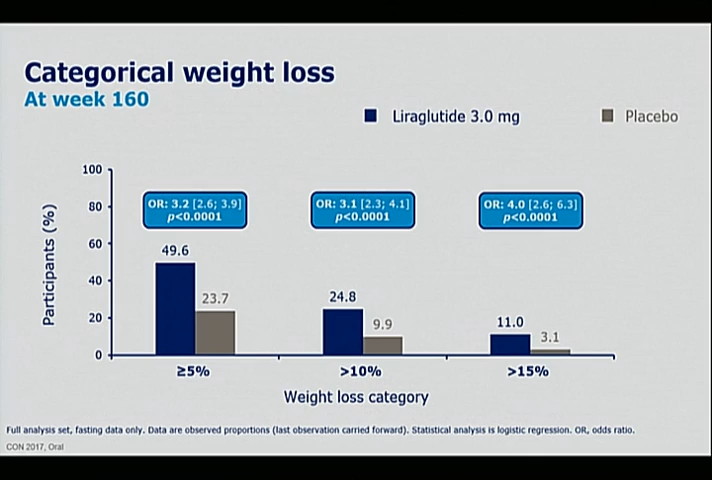 Categorical weight loss
At week 160
Liraglutide 3.0 mg
Placebo
Participants (%)
100
80
60
40
20
0
OR: 3.2 [2.6; 3.9]
p<0.0001
OR: 3.1 [2.3; 4.1]
p<0.0001
OR: 4.0 [2.6; 6.3]
p<0.0001
49.6
23.7
24.8
9.9
11.0
3.1
≥5%
>10%
>15%
Weight loss category
Full analysis set, fasting data only. Data are observed proportions (last observation carried forward). Statistical analysis is logistic regression. OR, odds ratio.
CON 2017, Oral